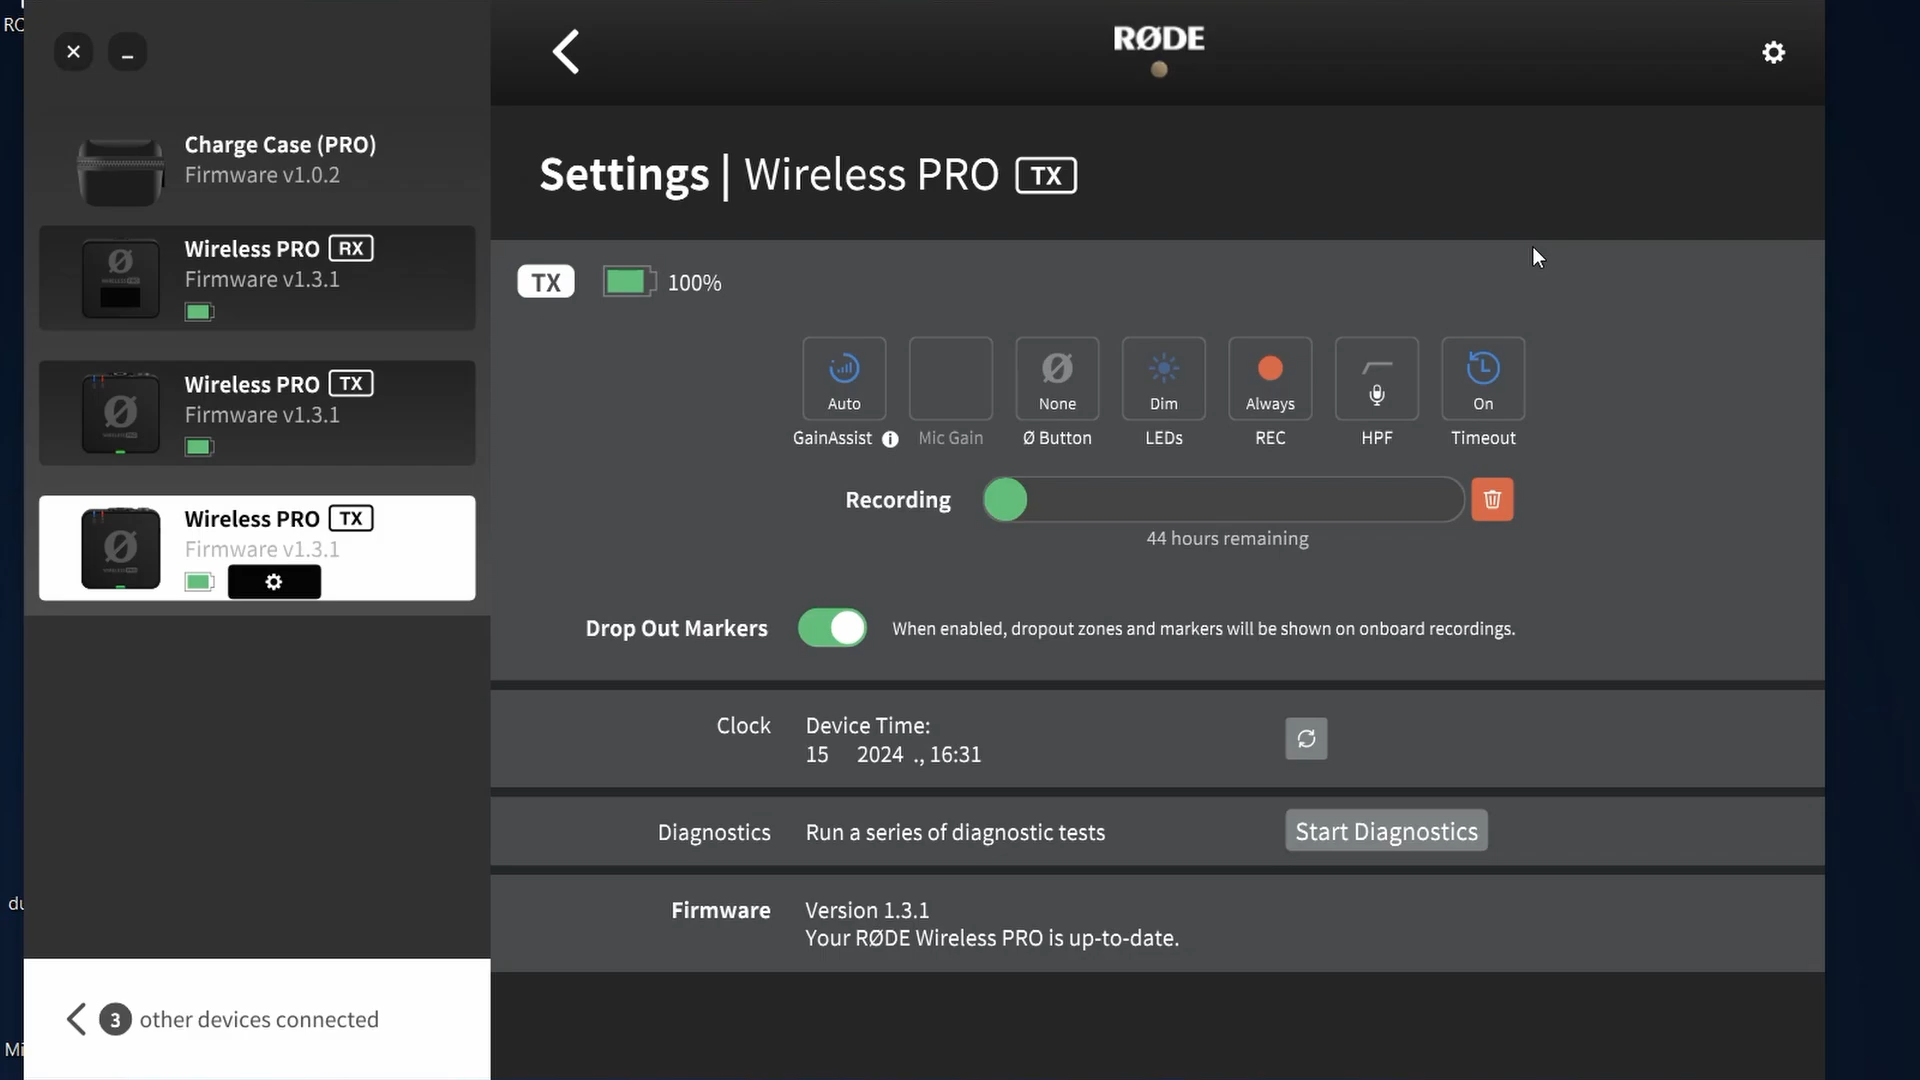 RØDE
Charge Case (PRO)
Firmware v1.0.2
Wireless PRO RX
Firmware v1.3.1
Wireless PRO TX
Firmware v1.3.1
Wireless PRO TX
Firmware v1.3.1
3 other devices connected
Settings | Wireless PRO TX
TX 100%
Auto None Dim Always On
GainAssist Mic Gain Ø Button LEDs REC HPF Timeout
Recording
44 hours remaining
Drop Out Markers When enabled, dropout zones and markers will be shown on onboard recordings.
Clock Device Time:
15 2024 ., 16:31
Diagnostics Run a series of diagnostic tests Start Diagnostics
Firmware Version 1.3.1
Your RØDE Wireless PRO is up-to-date.